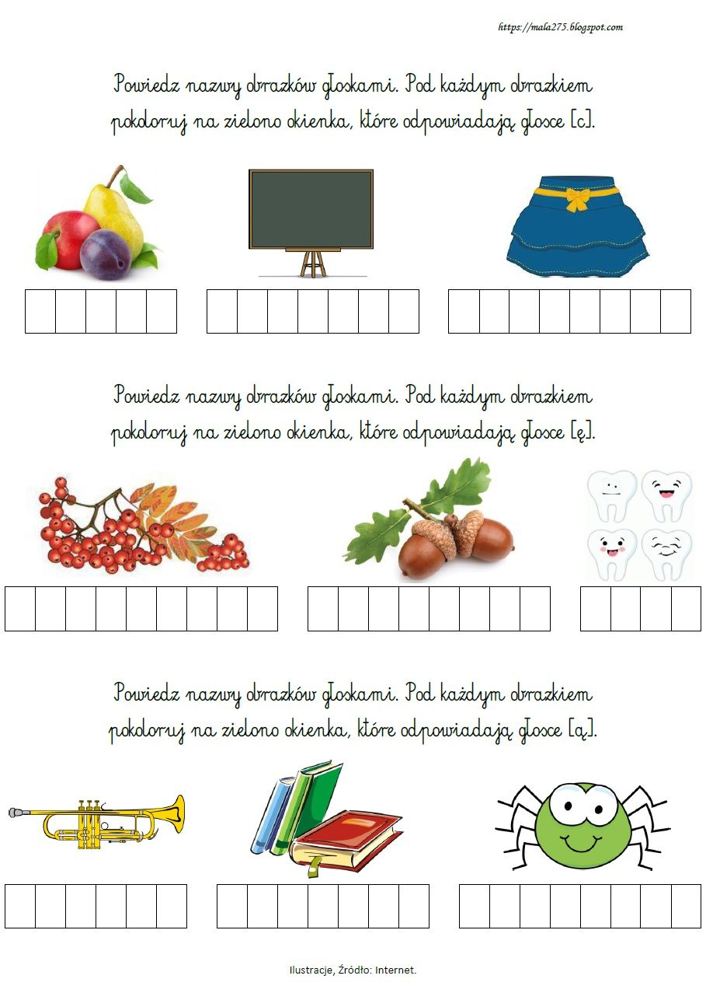 https://mala275.blogspot.com
Powiedz nazwy obrazków głoskami. Pod każdym obrazkiem
pokoloruj na zielono okienka, które odpowiadają głosce [c].
Powiedz nazwy obrazków głoskami. Pod każdym obrazkiem
pokoloruj na zielono okienka, które odpowiadają głosce [ę].
Powiedz nazwy obrazków głoskami. Pod każdym obrazkiem
pokoloruj na zielono okienka, które odpowiadają głosce [ą].
Ilustracje, Źródło: Internet.